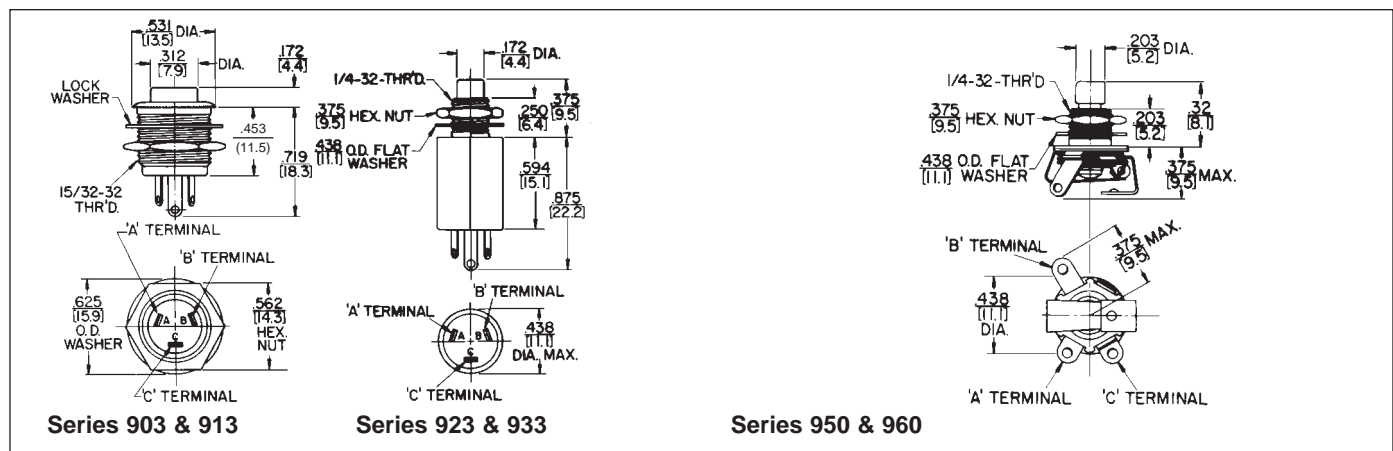 .531
[13.5] DIA.
.312
[7.9] DIA.
.172
[4.4]
LOCK
WASHER
.453
(11.5)
.719
[18.3]
15/32-32
THR'D.
'A' TERMINAL
'B' TERMINAL
.625
[15.9]
O.D.
WASHER
A B
C
.562
[14.3]
HEX.
NUT
'C' TERMINAL
Series 903 & 913
.172
[4.4] DIA.
1/4-32-THR'D.
.375
[9.5] HEX. NUT
.250
[6.4]
.375
[9.5]
.438
[11.1] O.D. FLAT
WASHER
.594
[15.1]
.875
[22.2]
'B' TERMINAL
'A' TERMINAL
A B
C
.438
[11.1]
DIA. MAX.
'C' TERMINAL
Series 923 & 933
.203
[5.2] DIA.
1/4-32-THR'D
.375
[9.5] HEX. NUT
.203
[5.2]
.32
[8.1]
.438
[11.1] O.D. FLAT
WASHER
.375
[9.5] MAX.
'B' TERMINAL
.375
[9.5] MAX.
.438
[11.1]
DIA.
'A' TERMINAL
'C' TERMINAL
Series 950 & 960